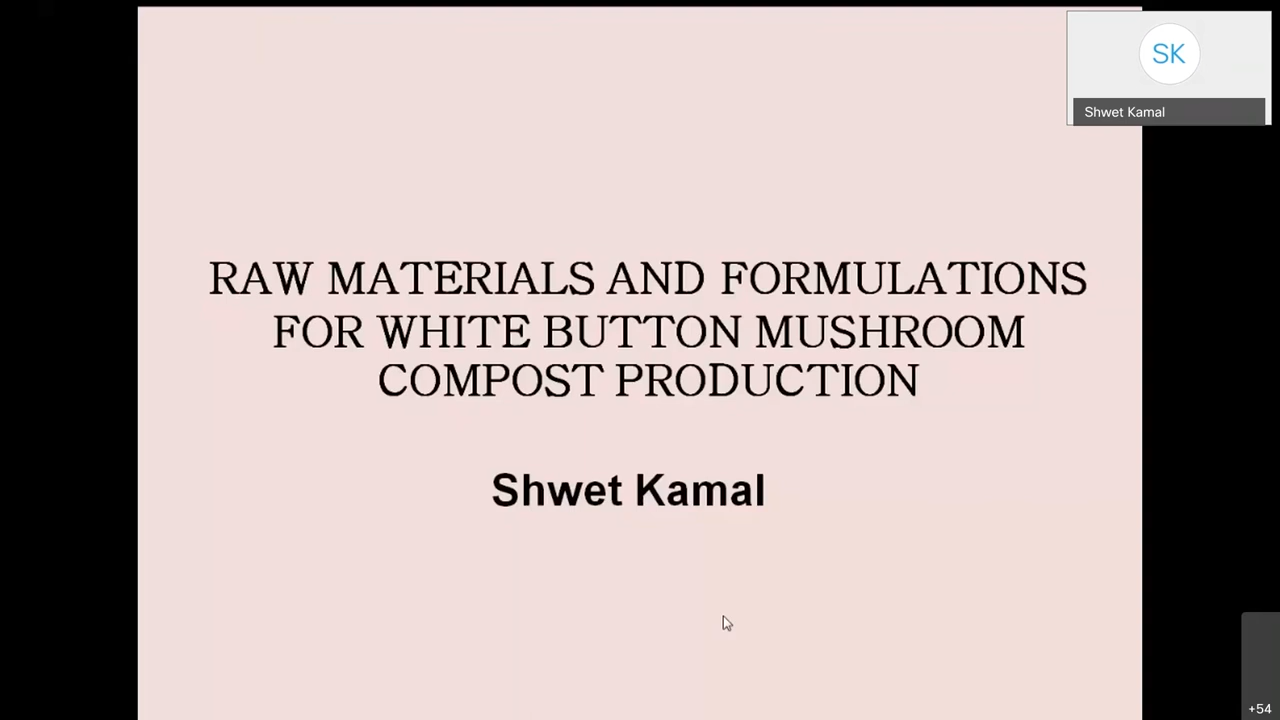 SK
Shwet Kamal
RAW MATERIALS AND FORMULATIONS
FOR WHITE BUTTON MUSHROOM
COMPOST PRODUCTION
Shwet Kamal
+54